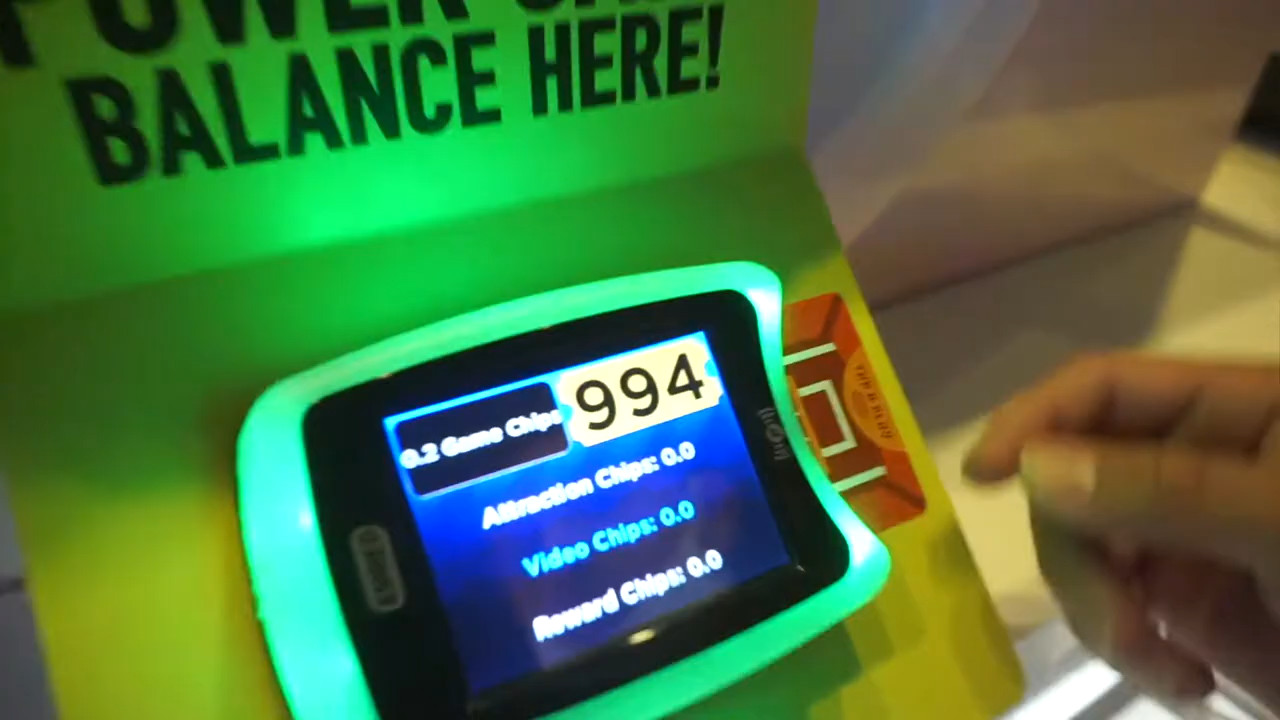 POWER
BALANCE HERE!
994
0.2 Game Chips
Attraction Chips: 0.0
Video Chips: 0.0
Reward Chips: 0.0